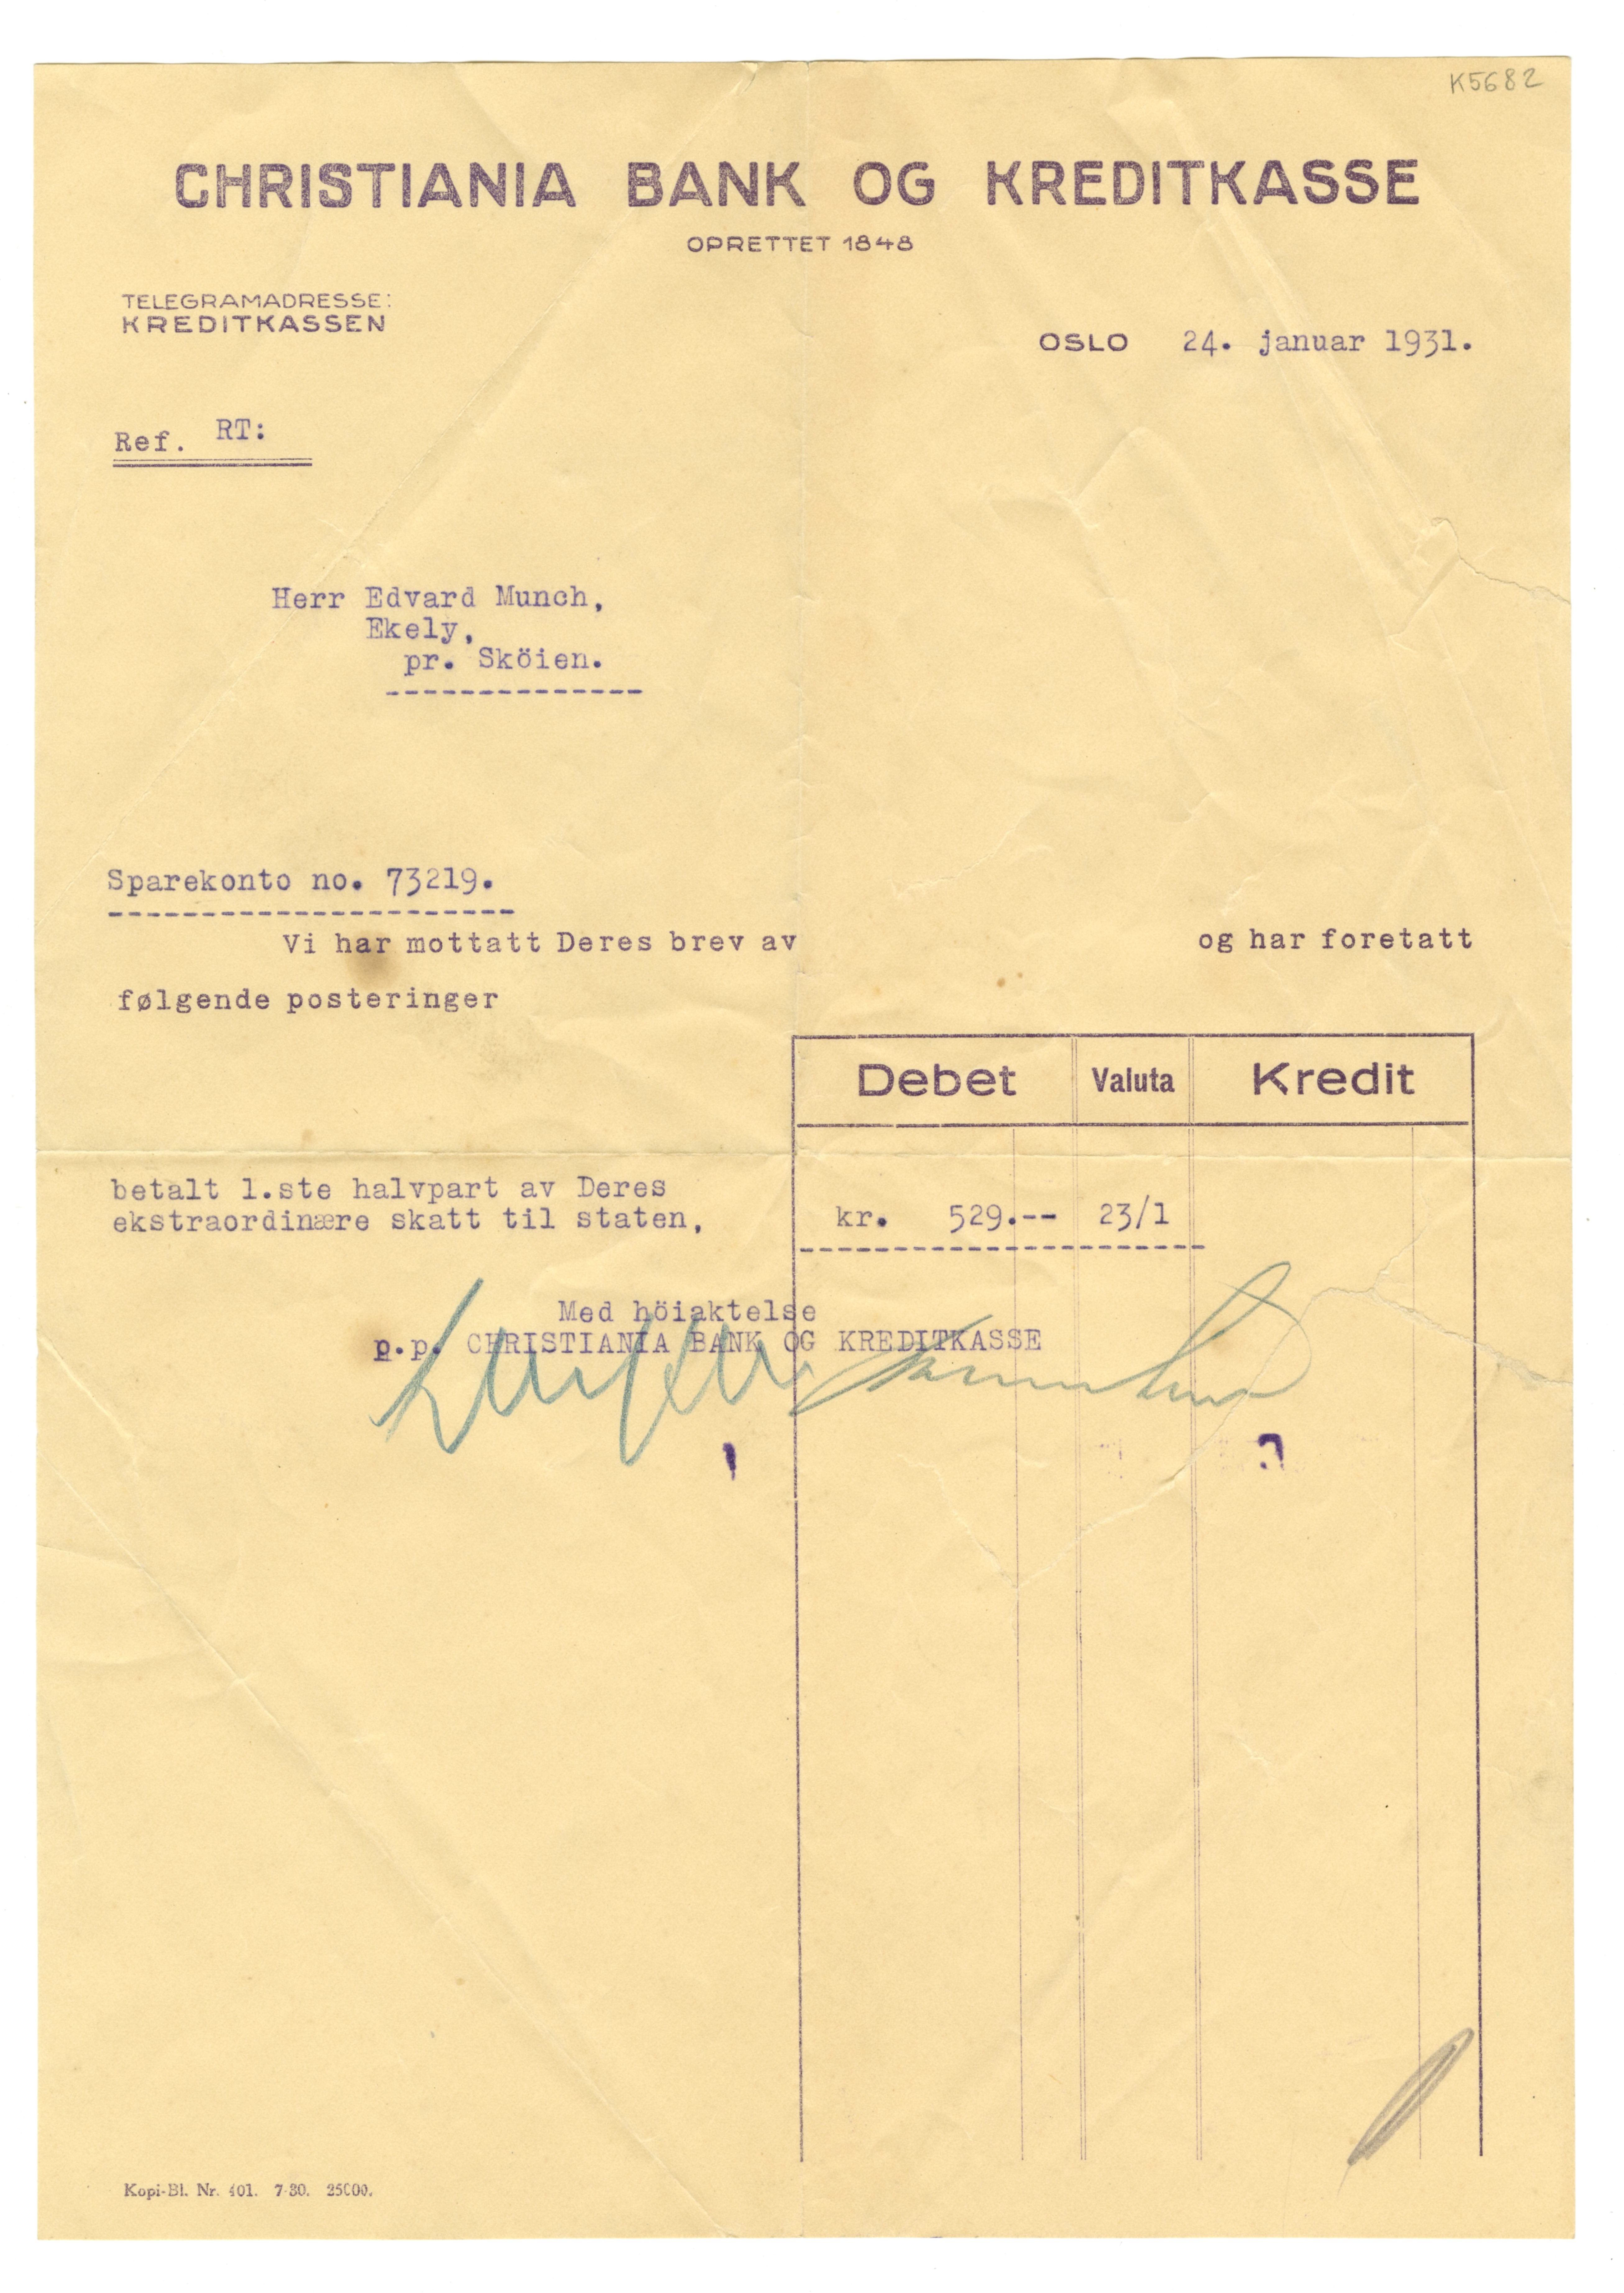 K5682
CHRISTIANIA BANK OG KREDITKASSE
OPRETTET 1848
TELEGRAMADRESSE:
KREDITKASSEN
OSLO 24. januar 1931.
Ref. RT:
Herr Edvard Munch,
Ekely,
pr. Sköien.
Sparekonto no. 73219.
Vi har mottatt Deres brev av og har foretatt
følgende posteringer
Debet Valuta Kredit
betalt 1.ste halvpart av Deres
ekstraordinære skatt til staten, kr. 529.-- 23/1
Med höiaktelse
p.p. CHRISTIANIA BANK OG KREDITKASSE
Kopi-Bl. Nr. 401. 7-30. 25000.